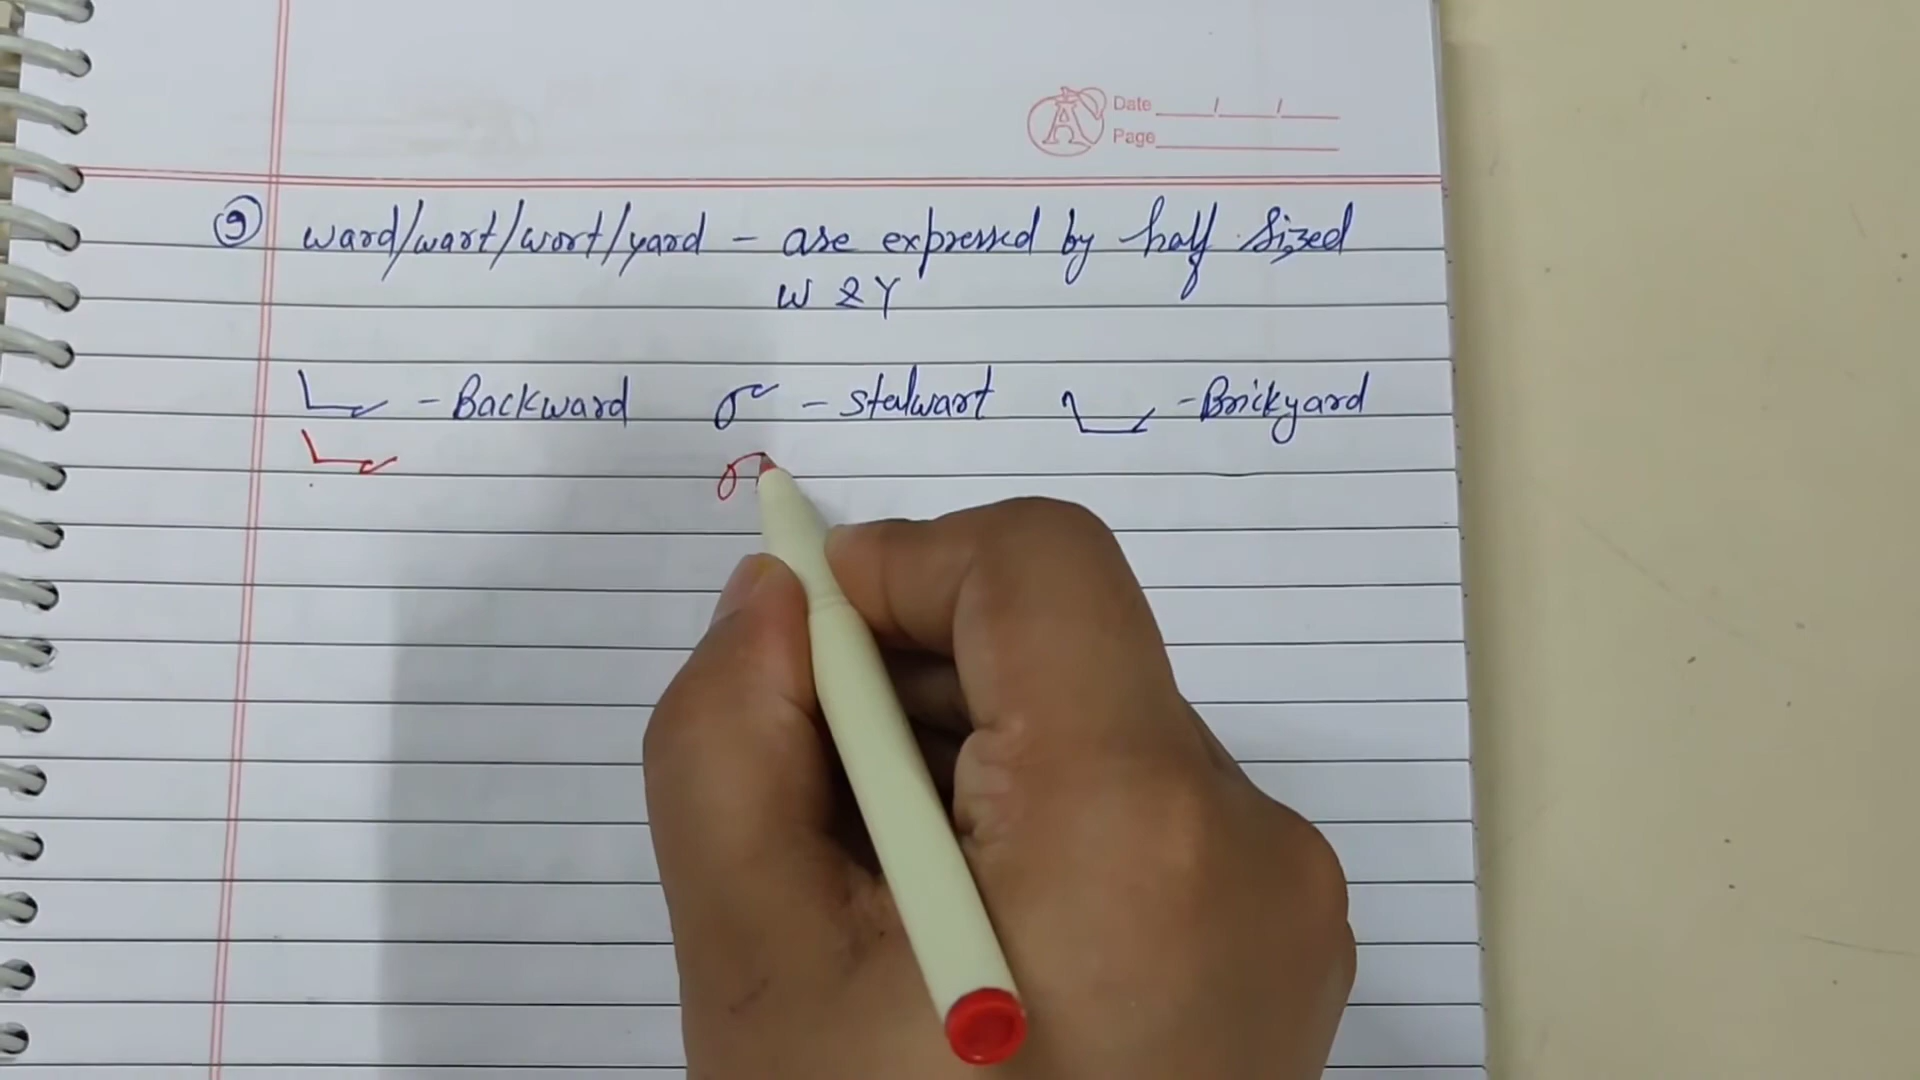 Date / /
Page
9 ward/wart/wort/yard - are expressed by half sized
W & Y
- Backward - Stalwart - Brickyard